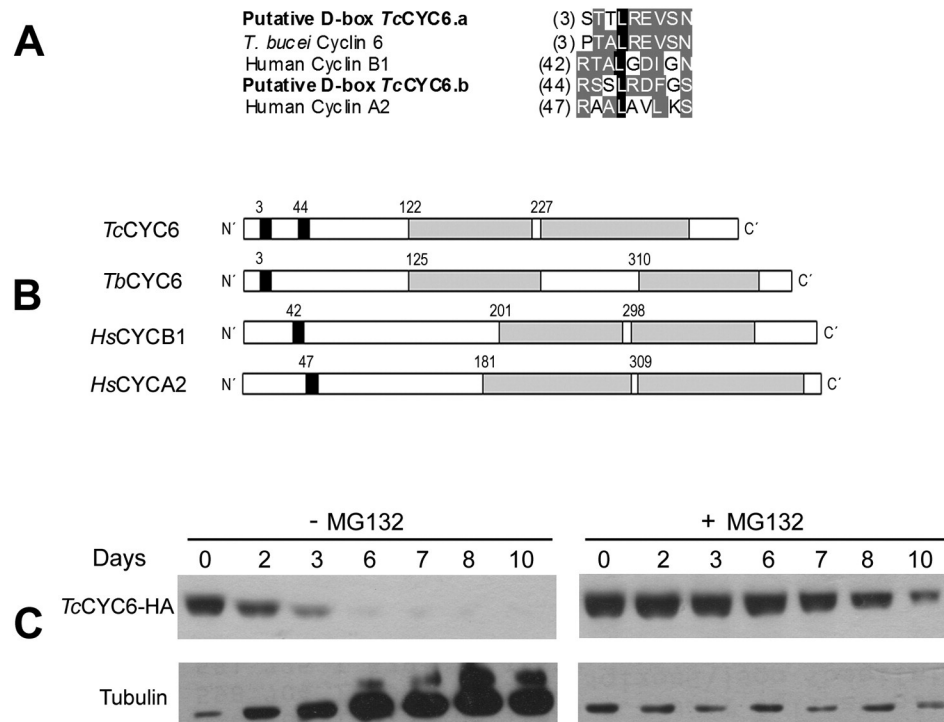 A
Putative D-box TcCYC6.a (3) STTLREVSN
T. bucei Cyclin 6 (3) PTALREVSN
Human Cyclin B1 (42) RTALGDIGN
Putative D-box TcCYC6.b (44) RSSLRDFGS
Human Cyclin A2 (47) RAALAVLKS
B
3 44 122 227
TcCYC6 N´ C´
3 125 310
TbCYC6 N´ C´
42 201 298
HsCYCB1 N´ C´
47 181 309
HsCYCA2 N´ C´
C
- MG132 + MG132
Days 0 2 3 6 7 8 10 0 2 3 6 7 8 10
TcCYC6-HA
Tubulin